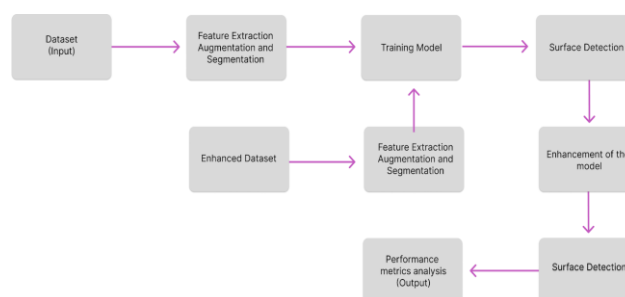 Dataset
(Input)
Feature Extraction
Augmentation and
Segmentation
Training Model
Surface Detection
Enhanced Dataset
Feature Extraction
Augmentation and
Segmentation
Enhancement of the
model
Performance
metrics analysis
(Output)
Surface Detection